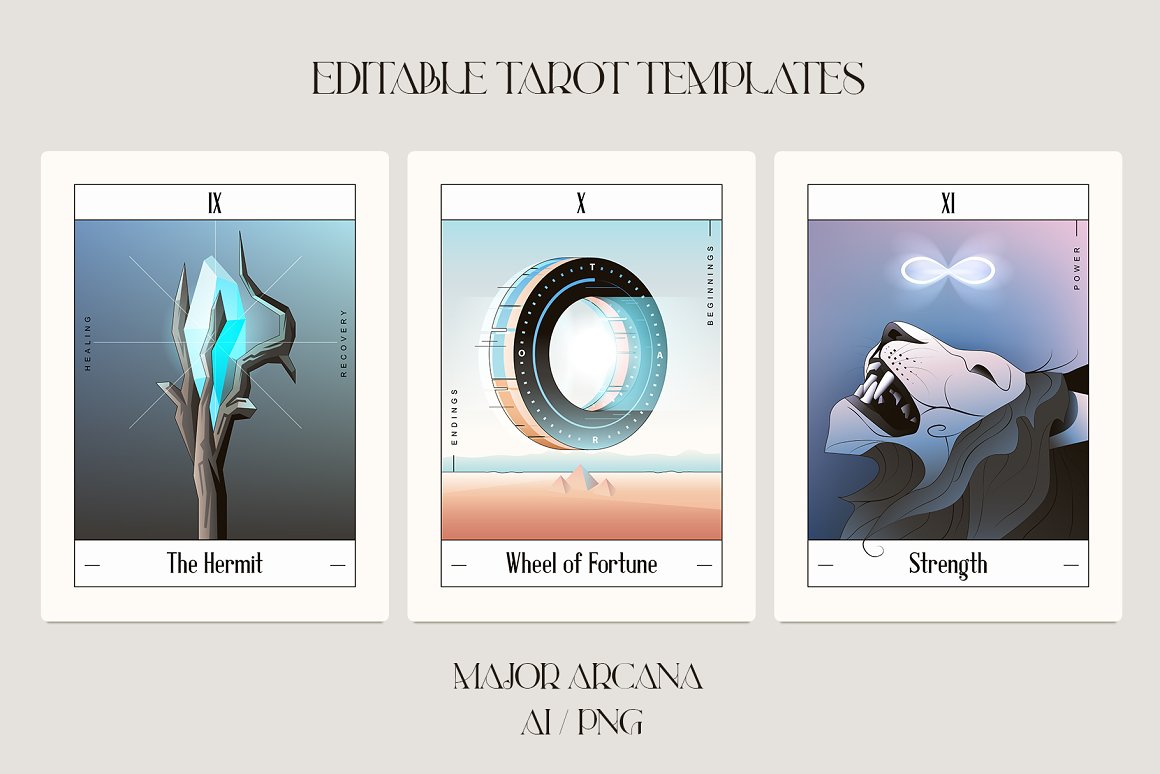 EDITABLE TAROT TEMPLATES
IX
HEALING
RECOVERY
The Hermit
X
BEGINNINGS
ENDINGS
T
A
R
O
Wheel of Fortune
XI
POWER
Strength
MAJOR ARCANA
AI / PNG